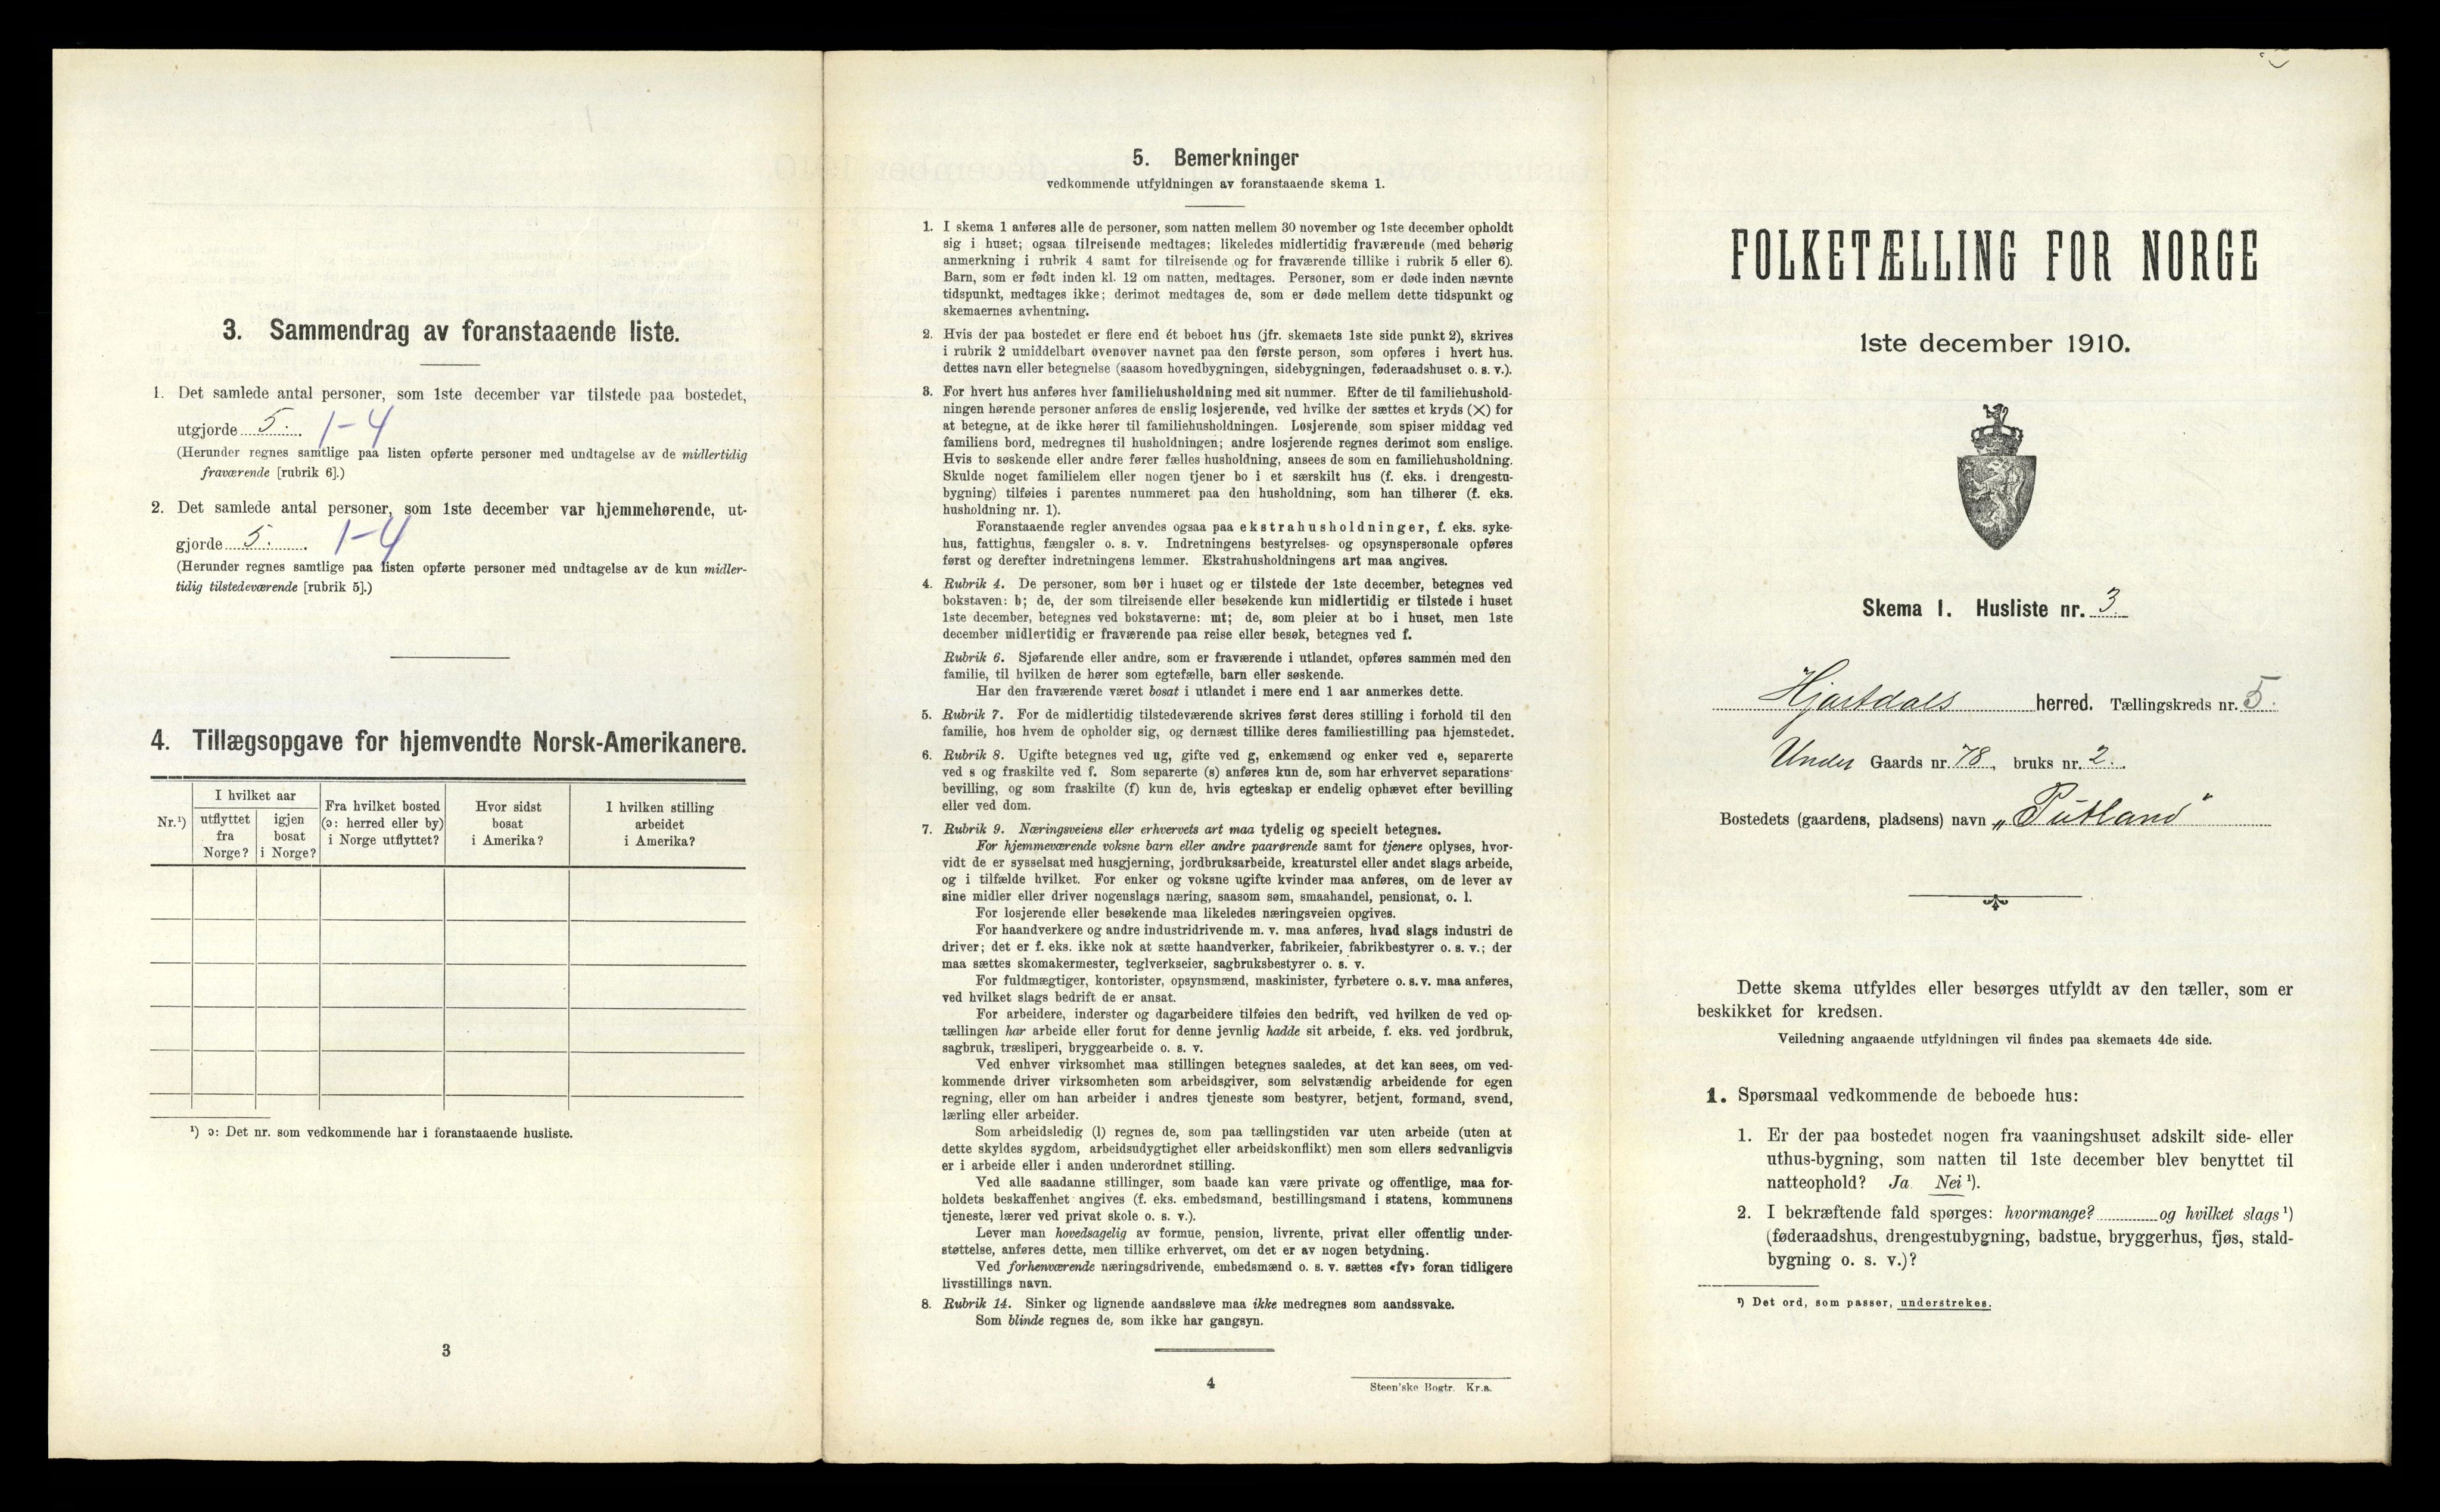 3. Sammendrag av foranstaaende liste.
1. Det samlede antal personer, som 1ste december var tilstede paa bostedet,
utgjorde 5. 1-4
(Herunder regnes samtlige paa listen opførte personer med undtagelse av de midlertidig
fraværende [rubrik 6].)
2. Det samlede antal personer, som 1ste december var hjemmehørende, ut-
gjorde 5. 1-4
(Herunder regnes samtlige paa listen opførte personer med undtagelse av de kun midler-
tidig tilstedeværende [rubrik 5].)
4. Tillægsopgave for hjemvendte Norsk-Amerikanere.
Nr.¹)
I hvilket aar
utflyttet fra Norge?
igjen bosat i Norge?
Fra hvilket bosted (ɔ: herred eller by) i Norge utflyttet?
Hvor sidst bosat i Amerika?
I hvilken stilling arbeidet i Amerika?
¹) ɔ: Det nr. som vedkommende har i foranstaaende husliste.
3
5. Bemerkninger
vedkommende utfyldningen av foranstaaende skema 1.
1. I skema 1 anføres alle de personer, som natten mellem 30 november og 1ste december opholdt
sig i huset; ogsaa tilreisende medtages; likeledes midlertidig fraværende (med behørig
anmerkning i rubrik 4 samt for tilreisende og for fraværende tillike i rubrik 5 eller 6).
Barn, som er født inden kl. 12 om natten, medtages. Personer, som er døde inden nævnte
tidspunkt, medtages ikke; derimot medtages de, som er døde mellem dette tidspunkt og
skemaernes avhentning.
2. Hvis der paa bostedet er flere end ét beboet hus (jfr. skemaets 1ste side punkt 2), skrives
i rubrik 2 umiddelbart ovenover navnet paa den første person, som opføres i hvert hus.
dettes navn eller betegnelse (saasom hovedbygningen, sidebygningen, føderaadshuset o. s. v.).
3. For hvert hus anføres hver familiehusholdning med sit nummer. Efter de til familiehushold-
ningen hørende personer anføres de enslig losjerende, ved hvilke der sættes et kryds (×) for
at betegne, at de ikke hører til familiehusholdningen. Losjerende som spiser middag ved
familiens bord, medregnes til husholdningen; andre losjerende regnes derimot som enslige.
Hvis to søskende eller andre fører fælles husholdning, ansees de som en familiehusholdning.
Skulde noget familielem eller nogen tjener bo i et særskilt hus (f. eks. i drengestu-
bygning) tilføies i parentes nummeret paa den husholdning, som han tilhører (f. eks.
husholdning nr. 1).
Foranstaaende regler anvendes ogsaa paa ekstrahusholdninger, f. eks. syke-
hus, fattighus, fængsler o. s. v. Indretningens bestyrelses- og opsynspersonale opføres
først og derefter indretningens lemmer. Ekstrahusholdningens art maa angives.
4. Rubrik 4. De personer, som bor i huset og er tilstede der 1ste december, betegnes ved
bokstaven: b; de, der som tilreisende eller besøkende kun midlertidig er tilstede i huset
1ste december, betegnes ved bokstaverne: mt; de, som pleier at bo i huset, men 1ste
december midlertidig er fraværende paa reise eller besøk, betegnes ved f.
Rubrik 6. Sjøfarende eller andre, som er fraværende i utlandet, opføres sammen med den
familie, til hvilken de hører som egtefælle, barn eller søskende.
Har den fraværende været bosat i utlandet i mere end 1 aar anmerkes dette.
5. Rubrik 7. For de midlertidig tilstedeværende skrives først deres stilling i forhold til den
familie, hos hvem de opholder sig, og dernæst tillike deres familiestilling paa hjemstedet.
6. Rubrik 8. Ugifte betegnes ved ug, gifte ved g, enkemænd og enker ved e, separerte
ved s og fraskilte ved f. Som separerte (s) anføres kun de, som har erhvervet separations-
bevilling, og som fraskilte (f) kun de, hvis egteskap er endelig ophævet efter bevilling
eller ved dom.
7. Rubrik 9. Næringsveiens eller erhvervets art maa tydelig og specielt betegnes.
For hjemmeværende voksne barn eller andre paarørende samt for tjenere oplyses, hvor-
vidt de er sysselsat med husgjerning, jordbruksarbeide, kreaturstel eller andet slags arbeide,
og i tilfælde hvilket. For enker og voksne ugifte kvinder maa anføres, om de lever av
sine midler eller driver nogenslags næring, saasom søm, smaahandel, pensionat, o. l.
For losjerende eller besøkende maa likeledes næringsveien opgives.
For haandverkere og andre industridrivende m. v. maa anføres, hvad slags industri de
driver; det er f. eks. ikke nok at sætte haandverker, fabrikeier, fabrikbestyrer o. s. v.; der
maa sættes skomakermester, teglverkseier, sagbruksbestyrer o. s. v.
For fuldmægtiger, kontorister, opsynsmænd, maskinister, fyrbøtere o. s. v. maa anføres,
ved hvilket slags bedrift de er ansat.
For arbeidere, inderster og dagarbeidere tilføies den bedrift, ved hvilken de ved op-
tællingen har arbeide eller forut for denne jevnlig hadde sit arbeide, f. eks. ved jordbruk,
sagbruk, træsliperi, bryggearbeide o. s. v.
Ved enhver virksomhet maa stillingen betegnes saaledes, at det kan sees, om ved-
kommende driver virksomheten som arbeidsgiver, som selvstændig arbeidende for egen
regning, eller om han arbeider i andres tjeneste som bestyrer, betjent, formand, svend,
lærling eller arbeider.
Som arbeidsledig (l) regnes de, som paa tællingstiden var uten arbeide (uten at
dette skyldes sygdom, arbeidsudygtighet eller arbeidskonflikt) men som ellers sedvanligvis
er i arbeide eller i anden underordnet stilling.
Ved alle saadanne stillinger, som baade kan være private og offentlige, maa for-
holdets beskaffenhet angives (f. eks. embedsmand, bestillingsmand i statens, kommunens
tjeneste, lærer ved privat skole o. s. v.).
Lever man hovedsagelig av formue, pension, livrente, privat eller offentlig under-
støttelse, anføres dette, men tillike erhvervet, om det er av nogen betydning.
Ved forhenværende næringsdrivende, embedsmænd o. s. v. sættes «fv» foran tidligere
livsstillings navn.
8. Rubrik 14. Sinker og lignende aandssløve maa ikke medregnes som aandssvake.
Som blinde regnes de, som ikke har gangsyn.
4
Steen'ske Bogtr. Kr.a.
FOLKETÆLLING FOR NORGE
1ste december 1910.
Skema 1. Husliste nr. 3
Hjartdals herred. Tællingskreds nr. 5.
Under Gaards nr. 78, bruks nr. 2.
Bostedets (gaardens, pladsens) navn „Putland"
Dette skema utfyldes eller besørges utfyldt av den tæller, som er
beskikket for kredsen.
Veiledning angaaende utfyldningen vil findes paa skemaets 4de side.
1. Spørsmaal vedkommende de beboede hus:
1. Er der paa bostedet nogen fra vaaningshuset adskilt side- eller
uthus-bygning, som natten til 1ste december blev benyttet til
natteophold? Ja Nei ¹).
2. I bekræftende fald spørges: hvormange? og hvilket slags ¹)
(føderaadshus, drengestubygning, badstue, bryggerhus, fjøs, stald-
bygning o. s. v.)?
¹) Det ord, som passer, understrekes.